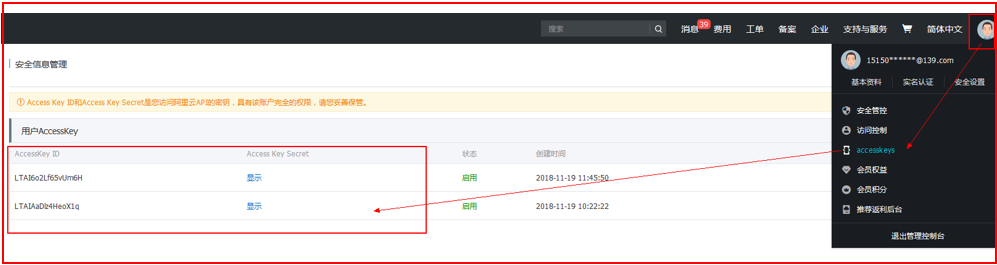 搜索 消息 39 费用 工单 备案 企业 支持与服务 简体中文
15150******@139.com
基本资料 实名认证 安全设置
安全管控
访问控制
accesskeys
会员权益
会员积分
推荐返利后台
退出管理控制台
安全信息管理
Access Key ID和Access Key Secret是您访问阿里云API的密钥，具有该账户完全的权限，请您妥善保管。
用户AccessKey
AccessKey ID Access Key Secret 状态 创建时间
LTAI6o2Lf65vUm6H 显示 启用 2018-11-19 11:45:50
LTAIAaDlz4HeoX1q 显示 启用 2018-11-19 10:22:22